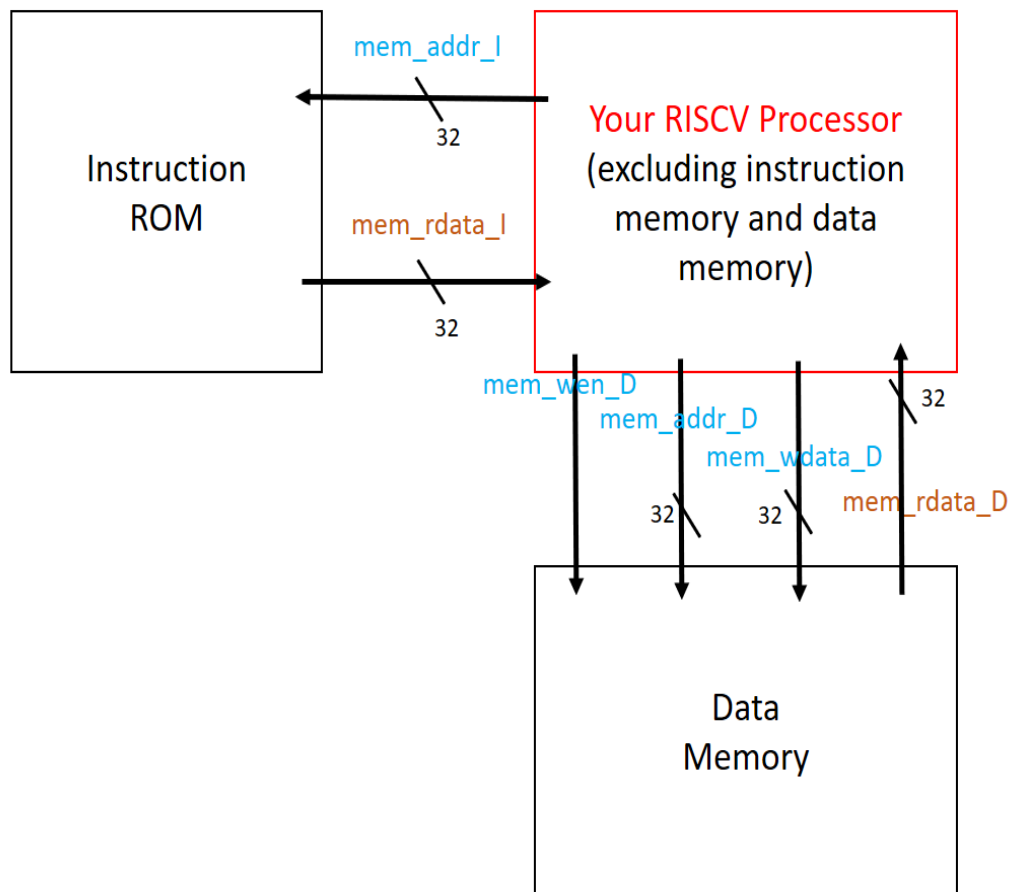 mem_addr_I
32
Instruction
ROM
mem_rdata_I
32
Your RISCV Processor
(excluding instruction
memory and data
memory)
mem_wen_D
mem_addr_D
32
mem_wdata_D
32
32
mem_rdata_D
Data
Memory